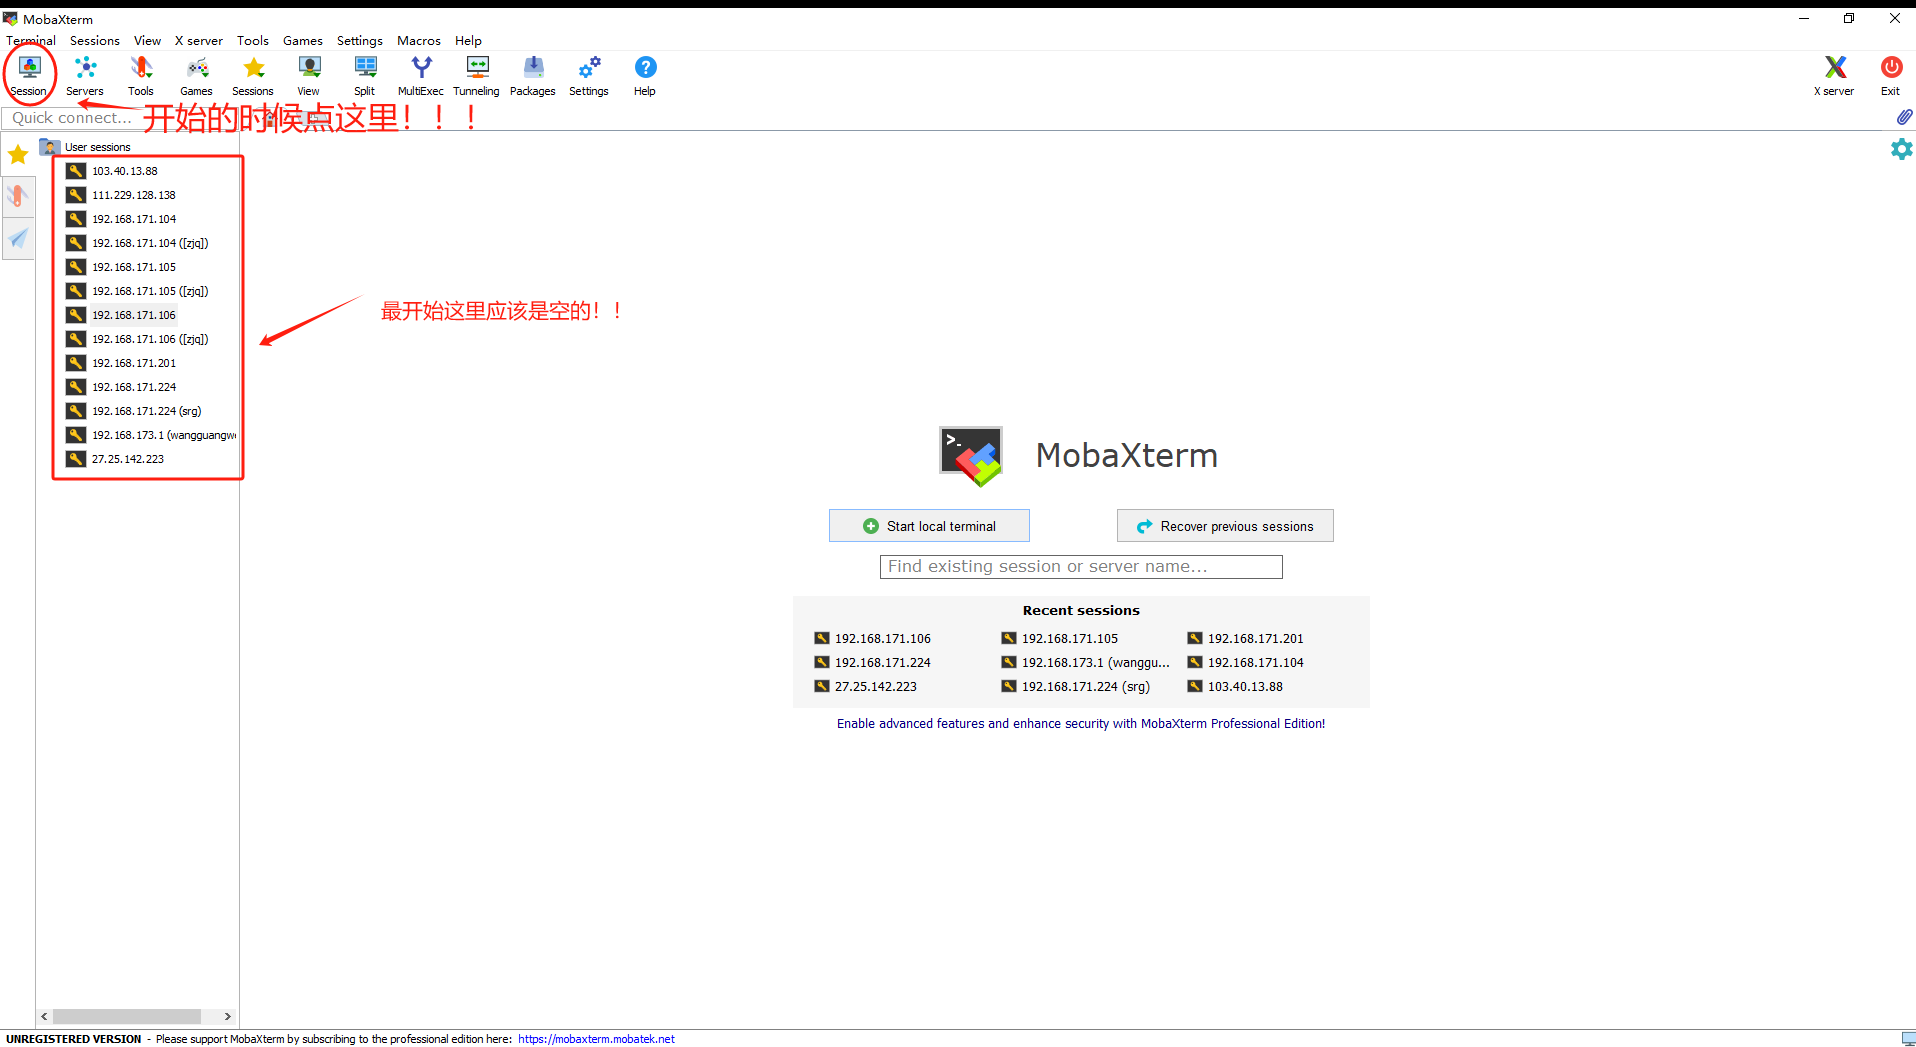 MobaXterm
Terminal Sessions View X server Tools Games Settings Macros Help
Session Servers Tools Games Sessions View Split MultiExec Tunneling Packages Settings Help X server Exit
Quick connect...
开始的时候点这里！！！
User sessions
103.40.13.88
111.229.128.138
192.168.171.104
192.168.171.104 ([zjq])
192.168.171.105
192.168.171.105 ([zjq])
192.168.171.106
192.168.171.106 ([zjq])
192.168.171.201
192.168.171.224
192.168.171.224 (srg)
192.168.173.1 (wangguangw
27.25.142.223
最开始这里应该是空的！！
>_
MobaXterm
Start local terminal
Recover previous sessions
Find existing session or server name...
Recent sessions
192.168.171.106 192.168.171.105 192.168.171.201
192.168.171.224 192.168.173.1 (wanggu... 192.168.171.104
27.25.142.223 192.168.171.224 (srg) 103.40.13.88
Enable advanced features and enhance security with MobaXterm Professional Edition!
UNREGISTERED VERSION - Please support MobaXterm by subscribing to the professional edition here: https://mobaxterm.mobatek.net